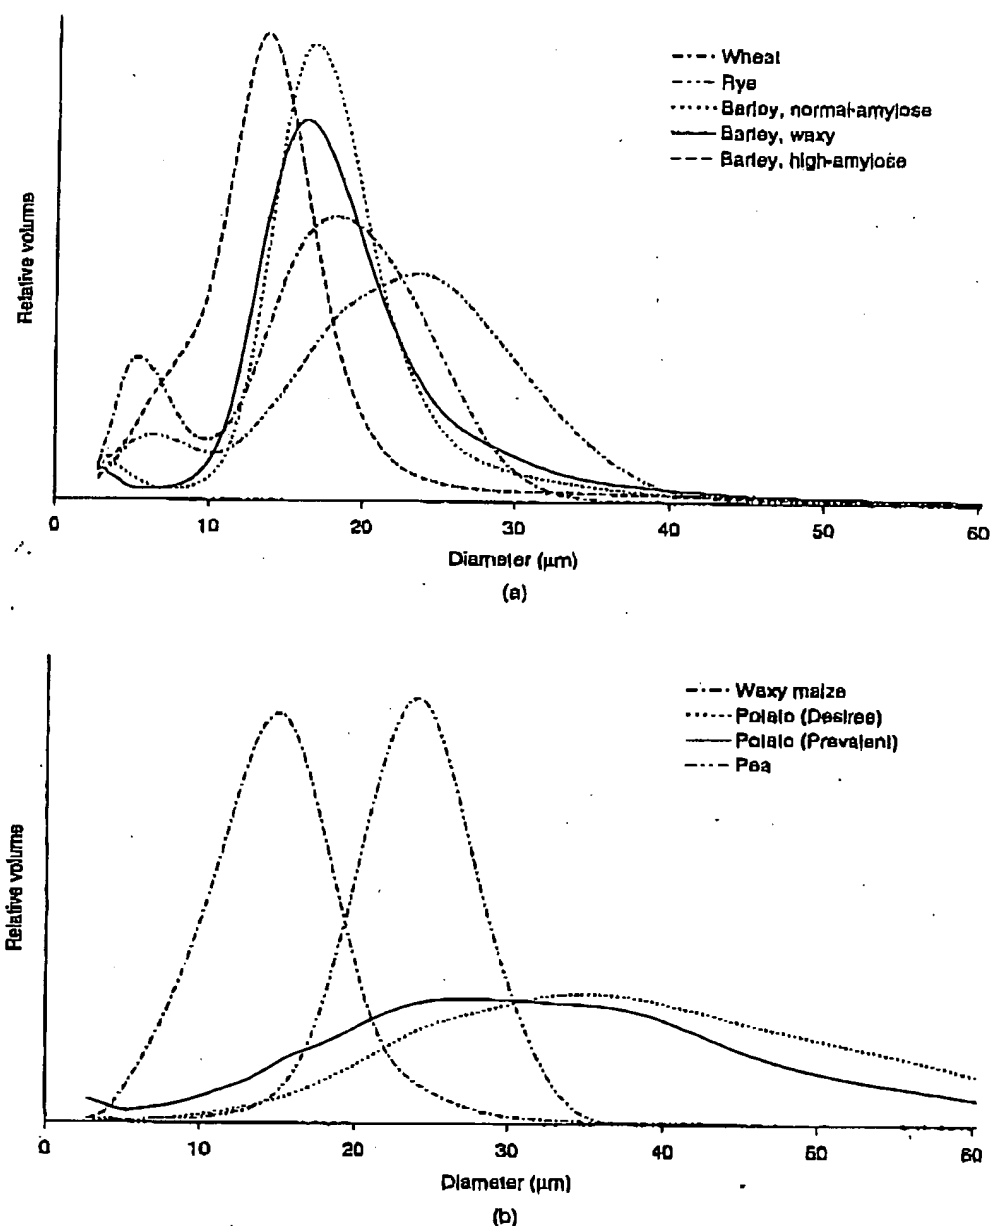 Wheat
Rye
Barley, normal-amylose
Barley, waxy
Barley, high-amylose
Relative volume
0 10 20 30 40 50 60
Diameter (μm)
(a)
Waxy maize
Potato (Desiree)
Potato (Prevalent)
Pea
Relative volume
0 10 20 30 40 50 60
Diameter (μm)
(b)